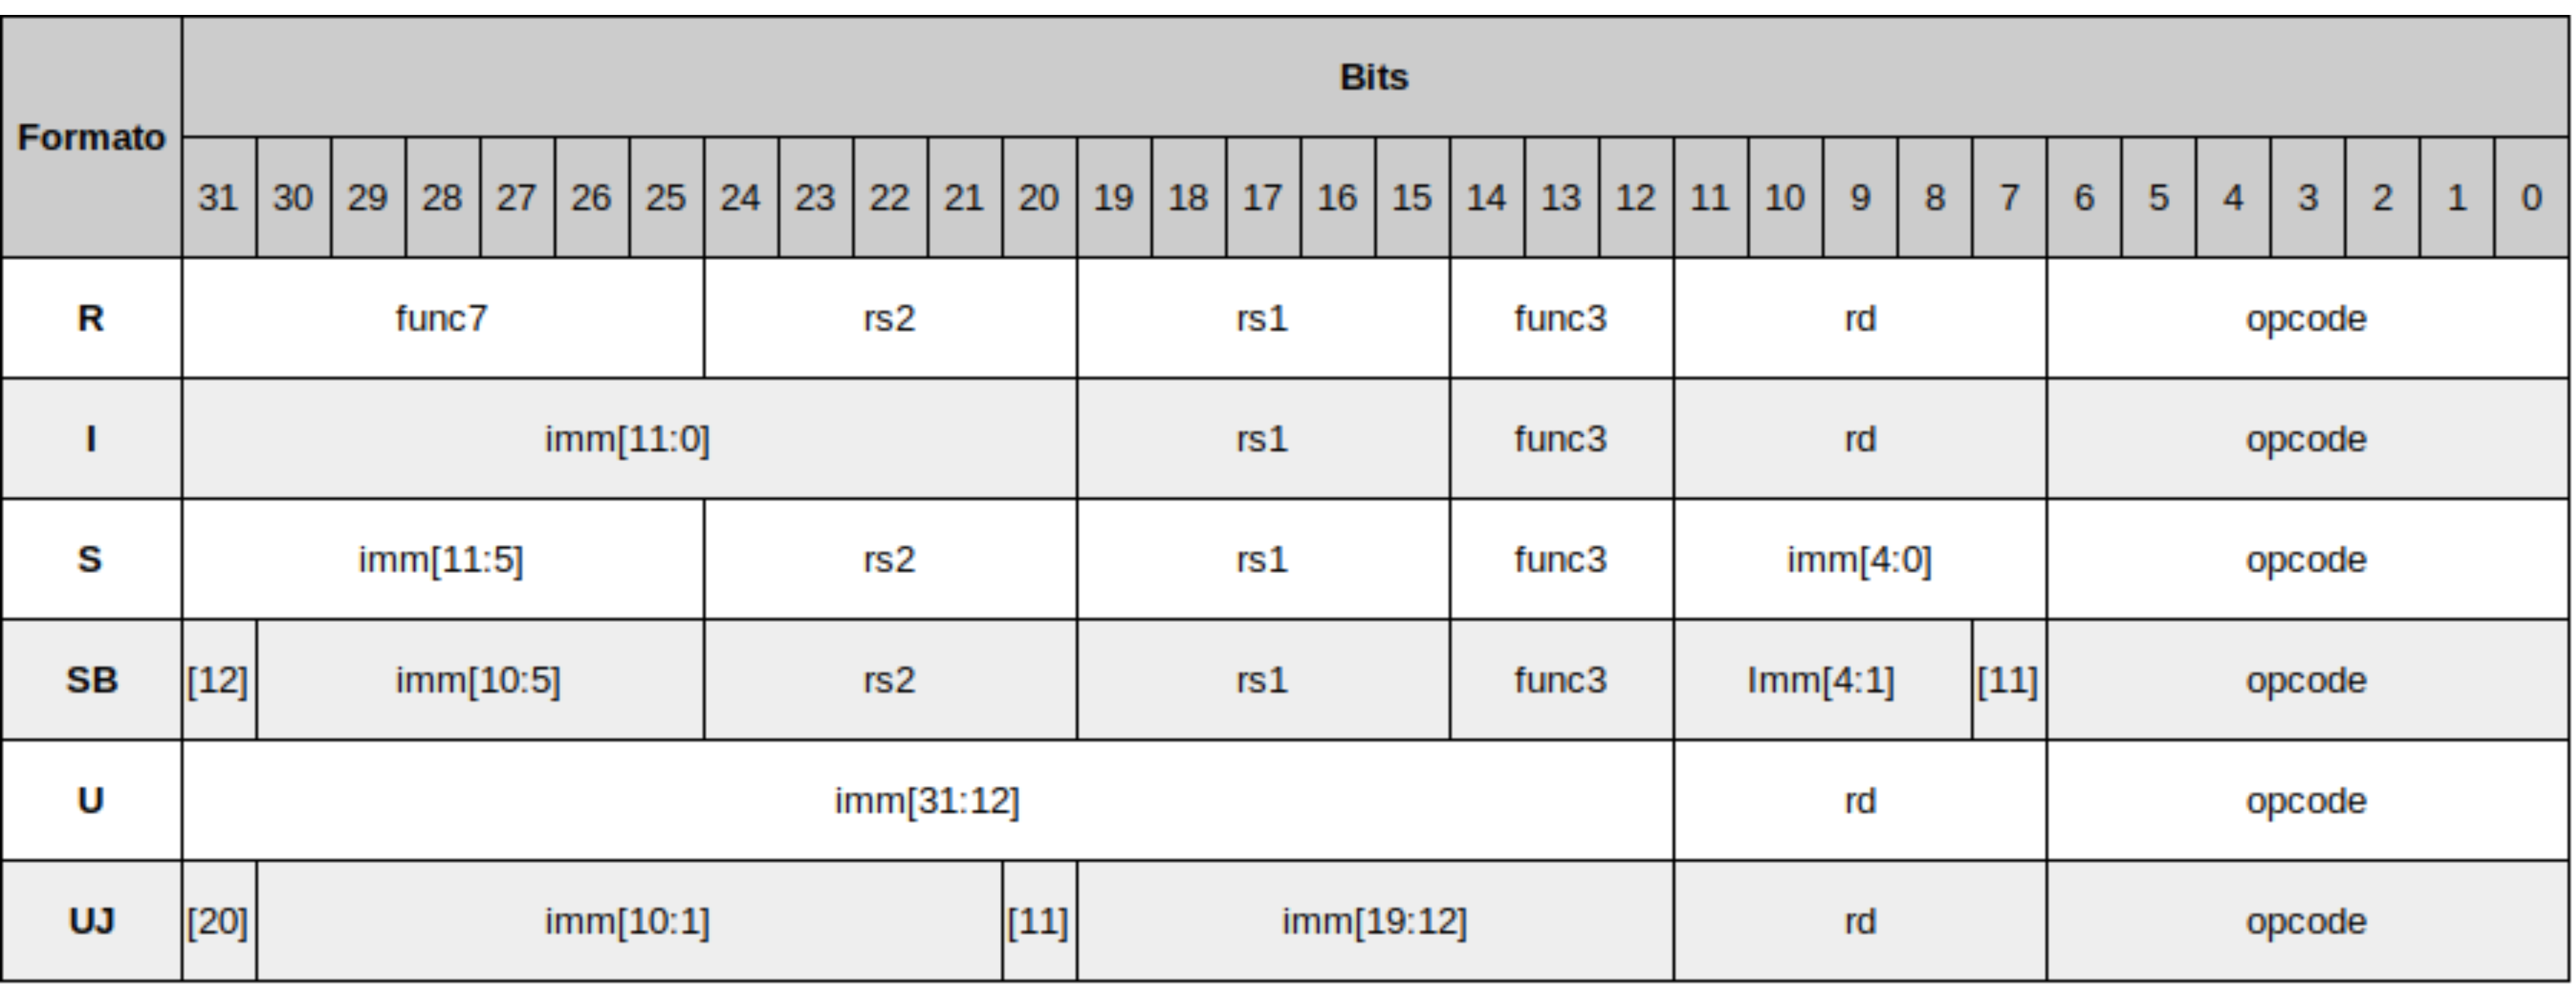 Formato Bits
31 30 29 28 27 26 25 24 23 22 21 20 19 18 17 16 15 14 13 12 11 10 9 8 7 6 5 4 3 2 1 0
R func7 rs2 rs1 func3 rd opcode
I imm[11:0] rs1 func3 rd opcode
S imm[11:5] rs2 rs1 func3 imm[4:0] opcode
SB [12] imm[10:5] rs2 rs1 func3 Imm[4:1] [11] opcode
U imm[31:12] rd opcode
UJ [20] imm[10:1] [11] imm[19:12] rd opcode